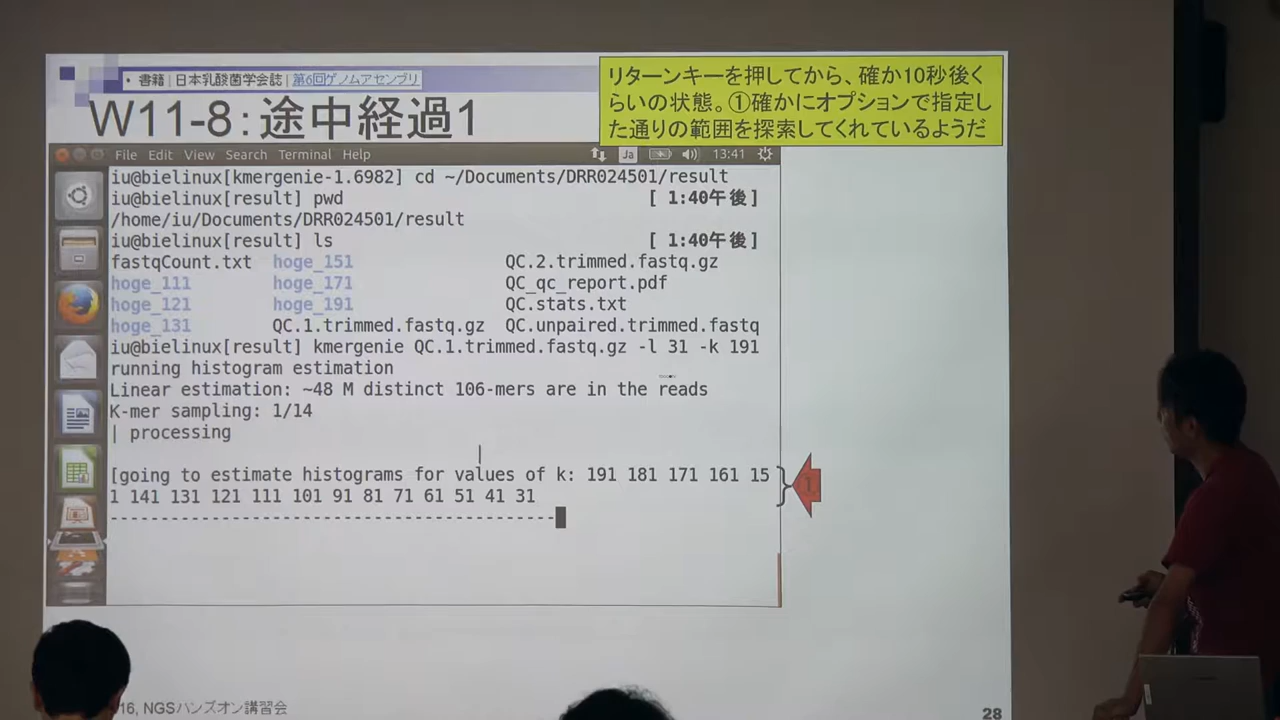 • 書籍 | 日本乳酸菌学会誌 | 第6回ゲノムアセンブリ
W11-8：途中経過1
リターンキーを押してから、確か10秒後く
らいの状態。①確かにオプションで指定し
た通りの範囲を探索してくれているようだ
File Edit View Search Terminal Help
Ja
13:41
iu@bielinux[kmergenie-1.6982] cd ~/Documents/DRR024501/result
iu@bielinux[result] pwd [ 1:40午後]
/home/iu/Documents/DRR024501/result
iu@bielinux[result] ls [ 1:40午後]
fastqCount.txt hoge_151 QC.2.trimmed.fastq.gz
hoge_111 hoge_171 QC_qc_report.pdf
hoge_121 hoge_191 QC.stats.txt
hoge_131 QC.1.trimmed.fastq.gz QC.unpaired.trimmed.fastq
iu@bielinux[result] kmergenie QC.1.trimmed.fastq.gz -l 31 -k 191
running histogram estimation
Linear estimation: ~48 M distinct 106-mers are in the reads
K-mer sampling: 1/14
| processing
[going to estimate histograms for values of k: 191 181 171 161 15
1 141 131 121 111 101 91 81 71 61 51 41 31
------------------------------------------
①
16, NGSハンズオン講習会
28